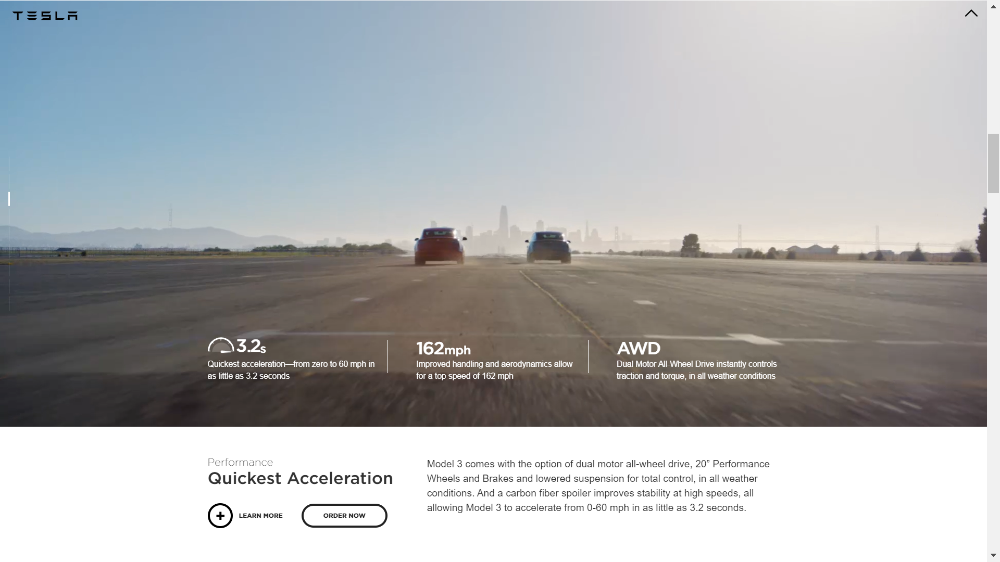 TESLA
3.2s
Quickest acceleration—from zero to 60 mph in
as little as 3.2 seconds
162mph
Improved handling and aerodynamics allow
for a top speed of 162 mph
AWD
Dual Motor All-Wheel Drive instantly controls
traction and torque, in all weather conditions
Performance
Quickest Acceleration
LEARN MORE
ORDER NOW
Model 3 comes with the option of dual motor all-wheel drive, 20” Performance
Wheels and Brakes and lowered suspension for total control, in all weather
conditions. And a carbon fiber spoiler improves stability at high speeds, all
allowing Model 3 to accelerate from 0-60 mph in as little as 3.2 seconds.